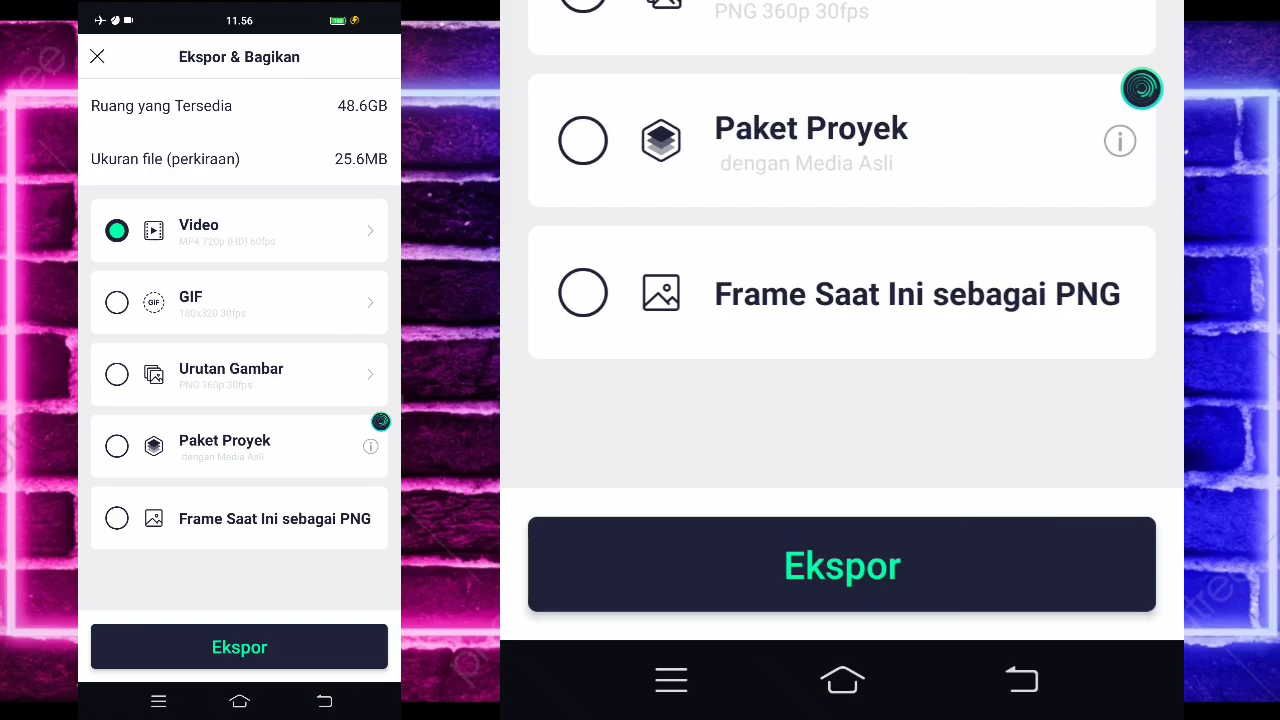 11.56
100
Ekspor & Bagikan
Ruang yang Tersedia 48.6GB
Ukuran file (perkiraan) 25.6MB
Video
MP4 720p (HD) 60fps
GIF
GIF
180x320 30fps
Urutan Gambar
PNG 360p 30fps
Paket Proyek
dengan Media Asli
Frame Saat Ini sebagai PNG
Ekspor
PNG 360p 30fps
Paket Proyek
dengan Media Asli
Frame Saat Ini sebagai PNG
Ekspor